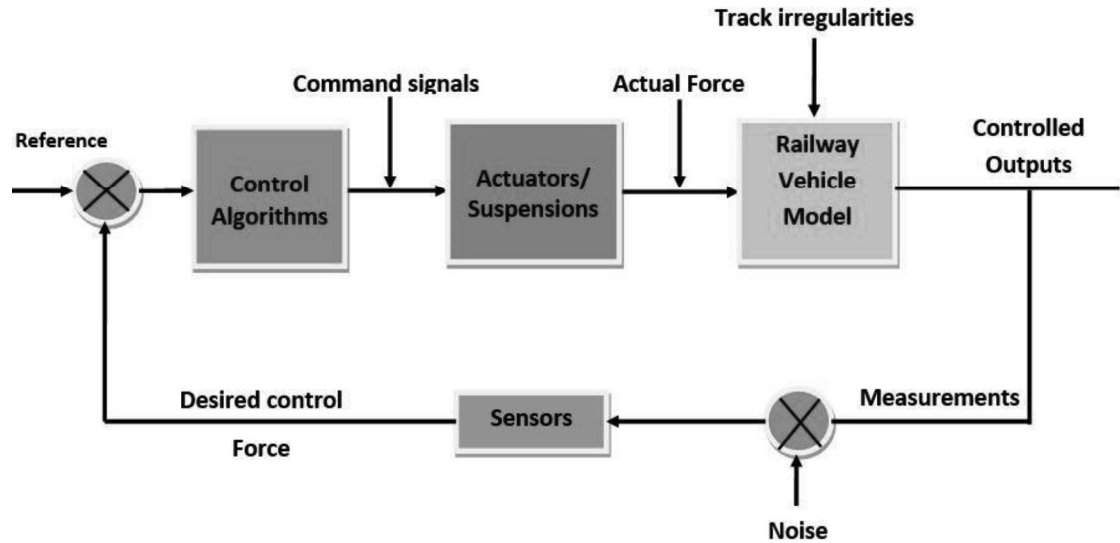 Track irregularities
Command signals
Actual Force
Reference
Control
Algorithms
Actuators/
Suspensions
Railway
Vehicle
Model
Controlled
Outputs
Desired control
Force
Sensors
Measurements
Noise